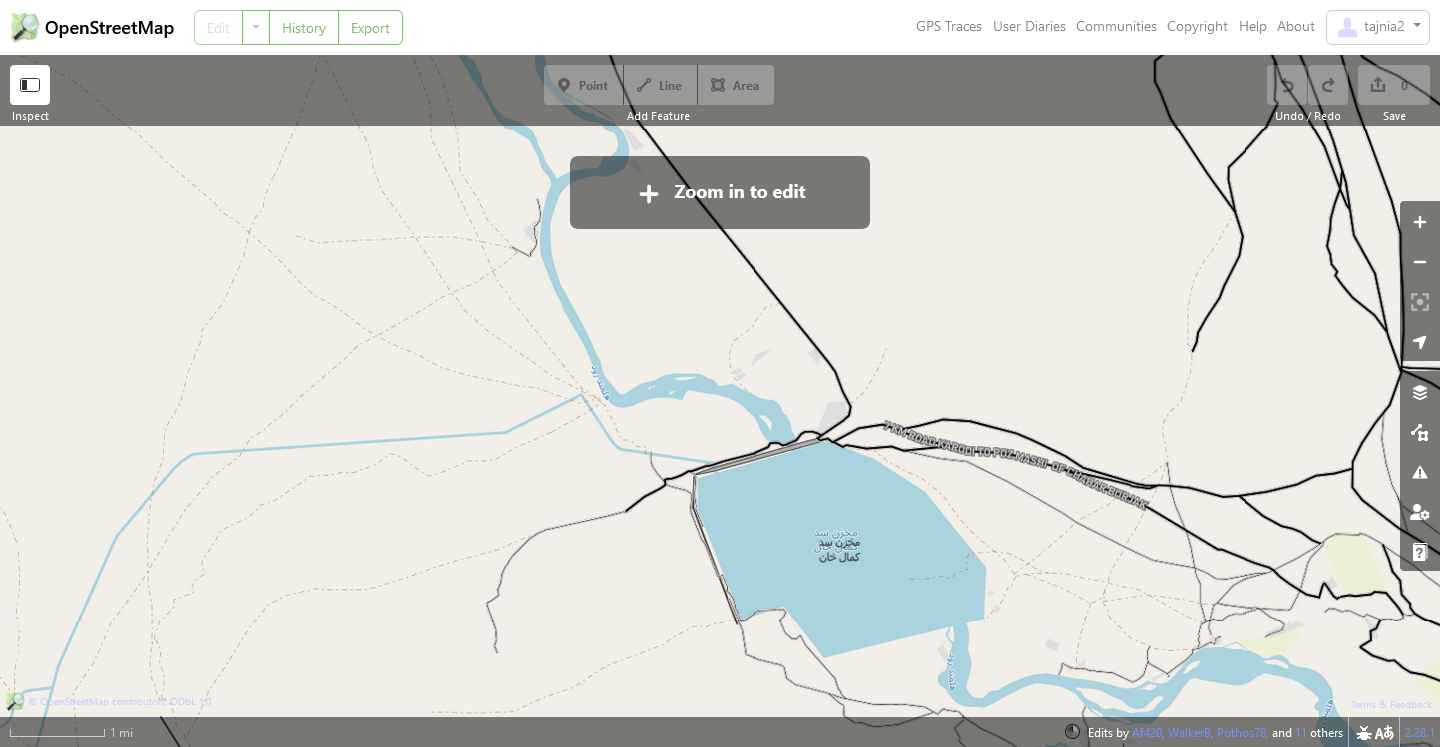 OpenStreetMap
Edit
History
Export
GPS Traces
User Diaries
Communities
Copyright
Help
About
tajnia2
Inspect
Point
Line
Area
Add Feature
0
Undo / Redo
Save
Zoom in to edit
هلمند رود
7 KM ROAD KARODI TO POZ MASHI OF CHAHAR BURJAK
مخزن سد
کمال خان
مخزن سد
کمال خان
هلمند رود
© OpenStreetMap contributors, ODbL 1.0
Terms & Feedback
1 mi
Edits by Af420, WalkerB, Pothos78, and 11 others
2.28.1